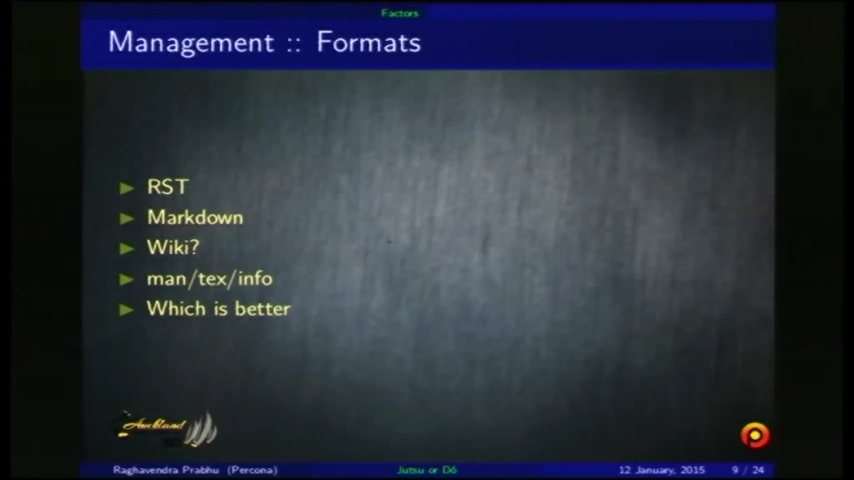 Factors
Management :: Formats
RST
Markdown
Wiki?
man/tex/info
Which is better
Auckland
Raghavendra Prabhu (Percona)
Jutsu or Dō
12 January, 2015
9 / 24